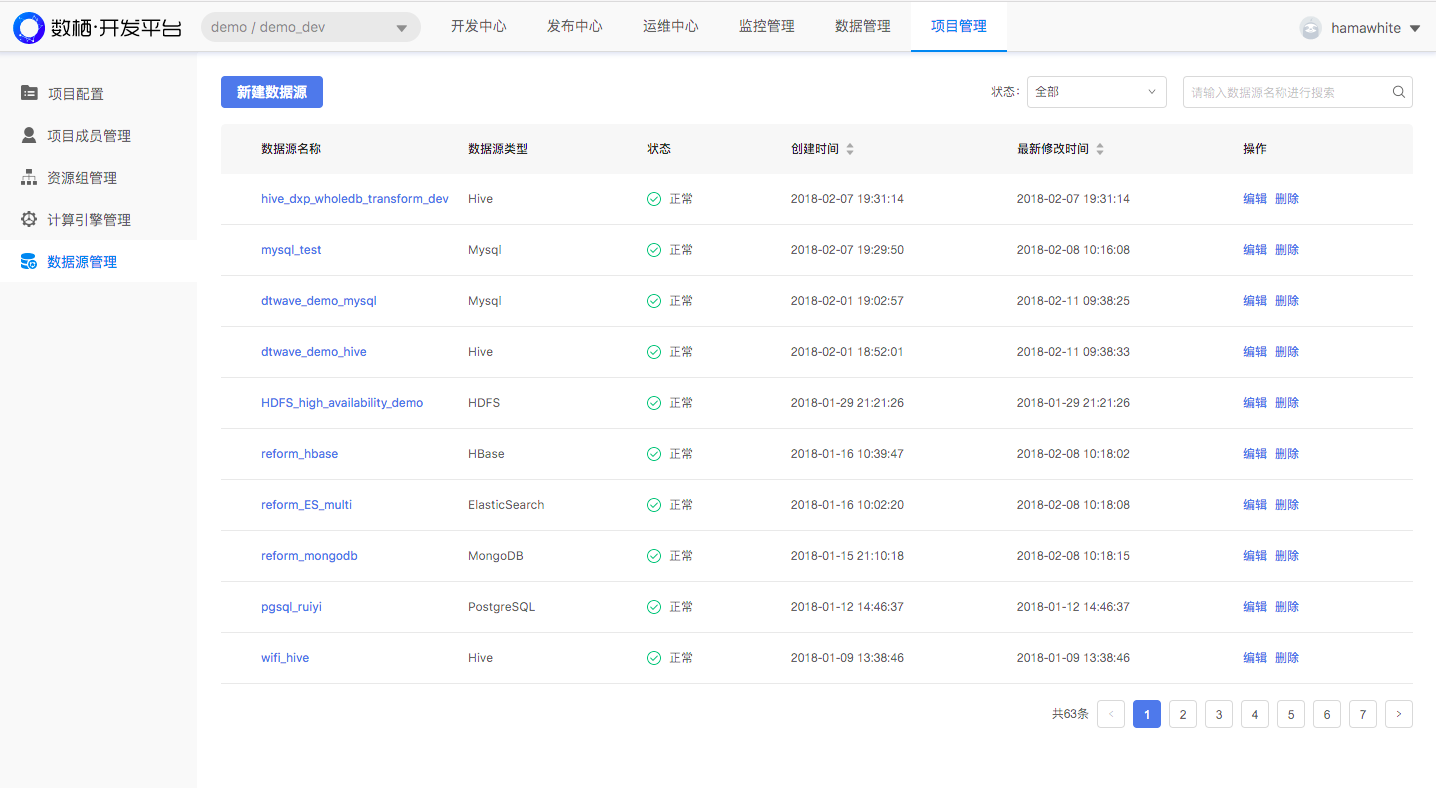 数栖·开发平台 demo / demo_dev 开发中心 发布中心 运维中心 监控管理 数据管理 项目管理 hamawhite
项目配置
项目成员管理
资源组管理
计算引擎管理
数据源管理
新建数据源 状态: 全部 请输入数据源名称进行搜索
数据源名称 数据源类型 状态 创建时间 最新修改时间 操作
hive_dxp_wholedb_transform_dev Hive 正常 2018-02-07 19:31:14 2018-02-07 19:31:14 编辑 删除
mysql_test Mysql 正常 2018-02-07 19:29:50 2018-02-08 10:16:08 编辑 删除
dtwave_demo_mysql Mysql 正常 2018-02-01 19:02:57 2018-02-11 09:38:25 编辑 删除
dtwave_demo_hive Hive 正常 2018-02-01 18:52:01 2018-02-11 09:38:33 编辑 删除
HDFS_high_availability_demo HDFS 正常 2018-01-29 21:21:26 2018-01-29 21:21:26 编辑 删除
reform_hbase HBase 正常 2018-01-16 10:39:47 2018-02-08 10:18:02 编辑 删除
reform_ES_multi ElasticSearch 正常 2018-01-16 10:02:20 2018-02-08 10:18:08 编辑 删除
reform_mongodb MongoDB 正常 2018-01-15 21:10:18 2018-02-08 10:18:15 编辑 删除
pgsql_ruiyi PostgreSQL 正常 2018-01-12 14:46:37 2018-01-12 14:46:37 编辑 删除
wifi_hive Hive 正常 2018-01-09 13:38:46 2018-01-09 13:38:46 编辑 删除
共63条 < 1 2 3 4 5 6 7 >